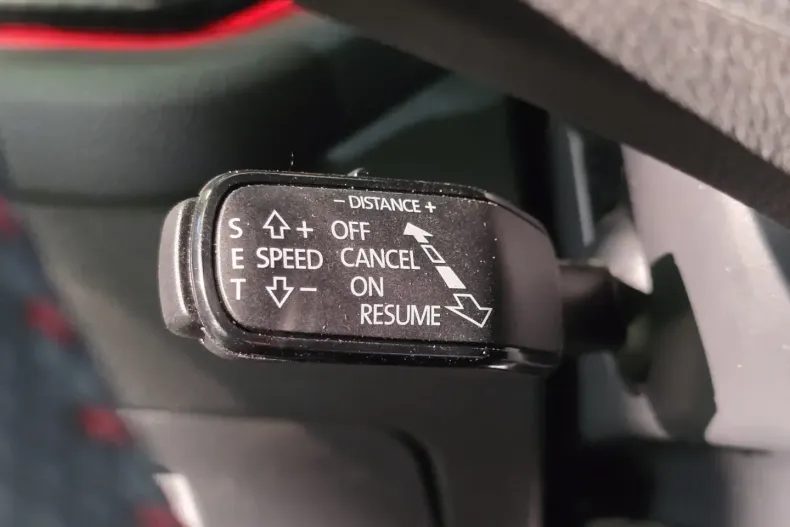 − DISTANCE +
S + OFF
E SPEED CANCEL
T − ON
RESUME